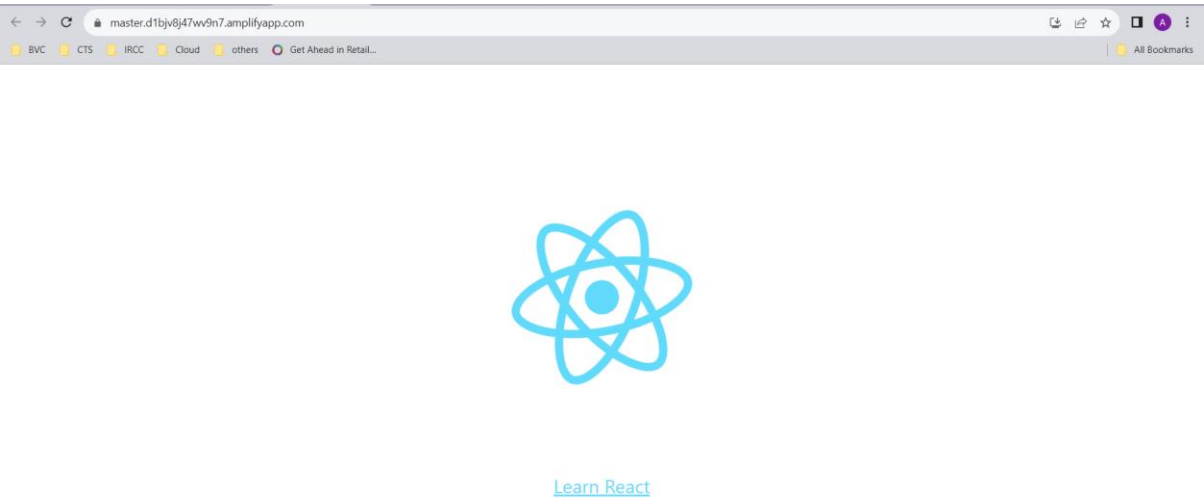 master.d1bjv8j47wv9n7.amplifyapp.com
BVC CTS IRCC Cloud others Get Ahead in Retail... All Bookmarks
A
Learn React